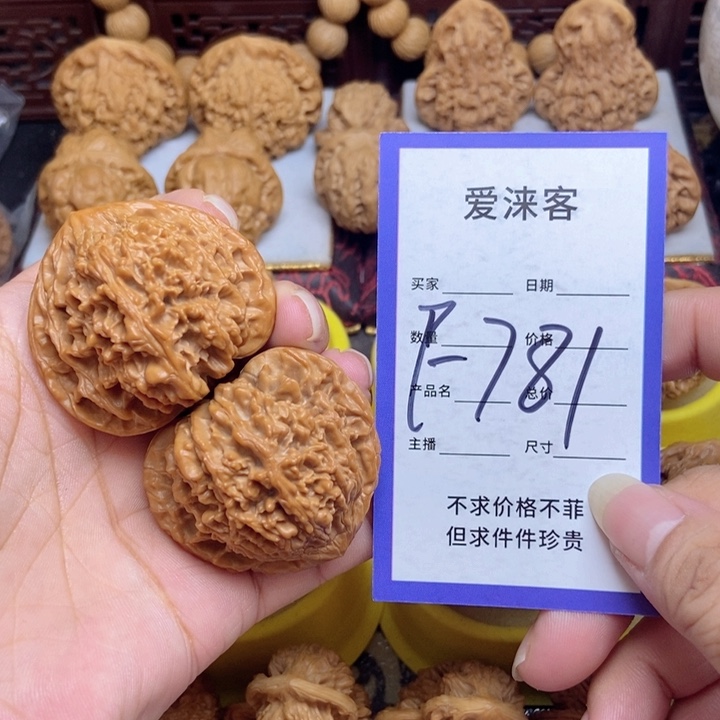 爱涞客
买家 日期
数量 价格
P-781
产品名 总价
主播 尺寸
不求价格不菲
但求件件珍贵